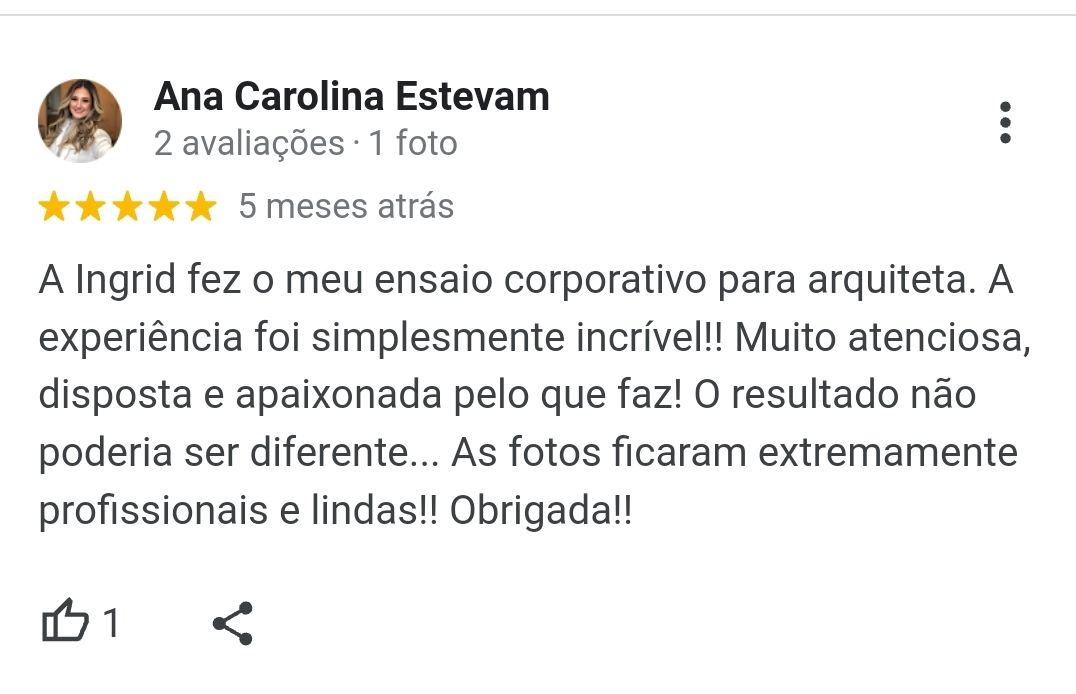 Ana Carolina Estevam
2 avaliações · 1 foto
5 meses atrás
A Ingrid fez o meu ensaio corporativo para arquiteta. A
experiência foi simplesmente incrível!! Muito atenciosa,
disposta e apaixonada pelo que faz! O resultado não
poderia ser diferente... As fotos ficaram extremamente
profissionais e lindas!! Obrigada!!
1